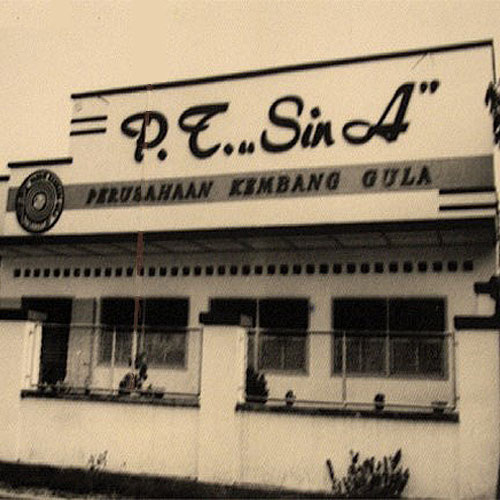 P. T. „Sin A”
PERUSAHAAN KEMBANG GULA